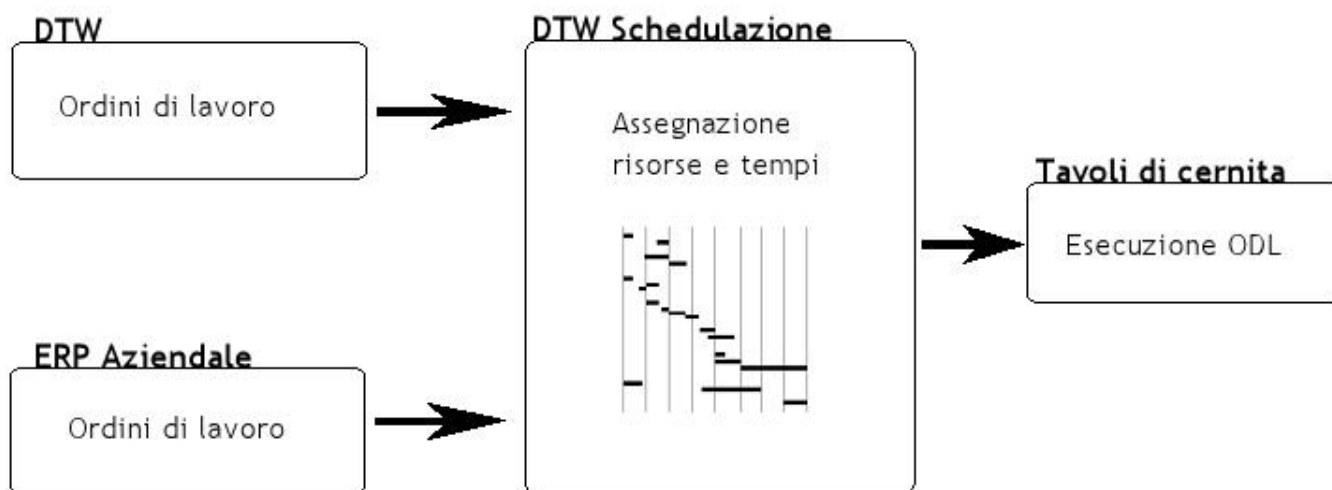 DTW
Ordini di lavoro
DTW Schedulazione
Assegnazione
risorse e tempi
Tavoli di cernita
Esecuzione ODL
ERP Aziendale
Ordini di lavoro